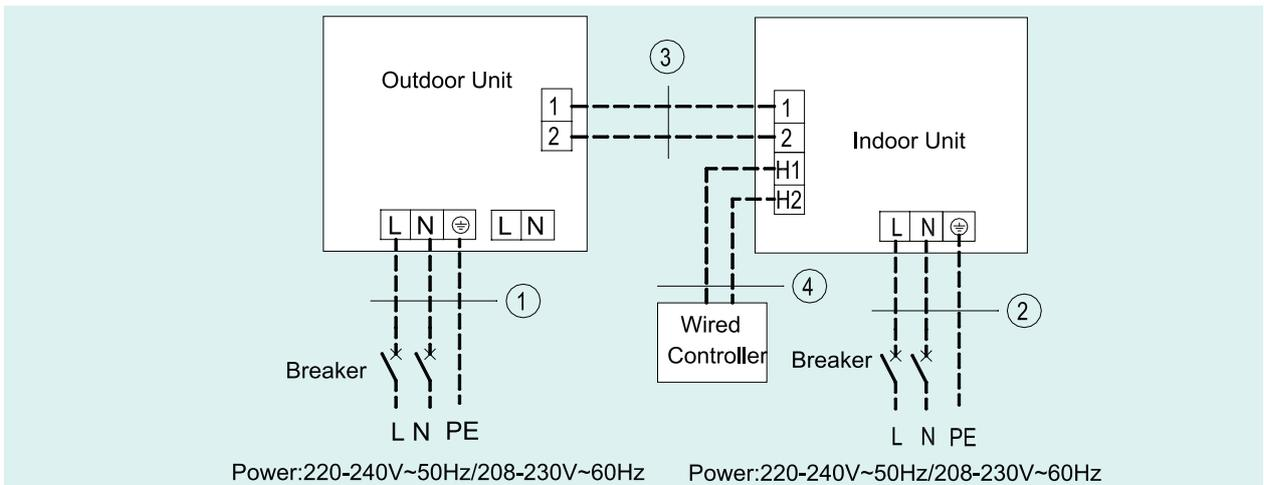 Outdoor Unit
1
2
L N ⏚ L N
3
1
2
H1
H2
Indoor Unit
L N ⏚
1
Breaker
L N PE
4
Wired
Controller
2
Breaker
L N PE
Power:220-240V~50Hz/208-230V~60Hz
Power:220-240V~50Hz/208-230V~60Hz